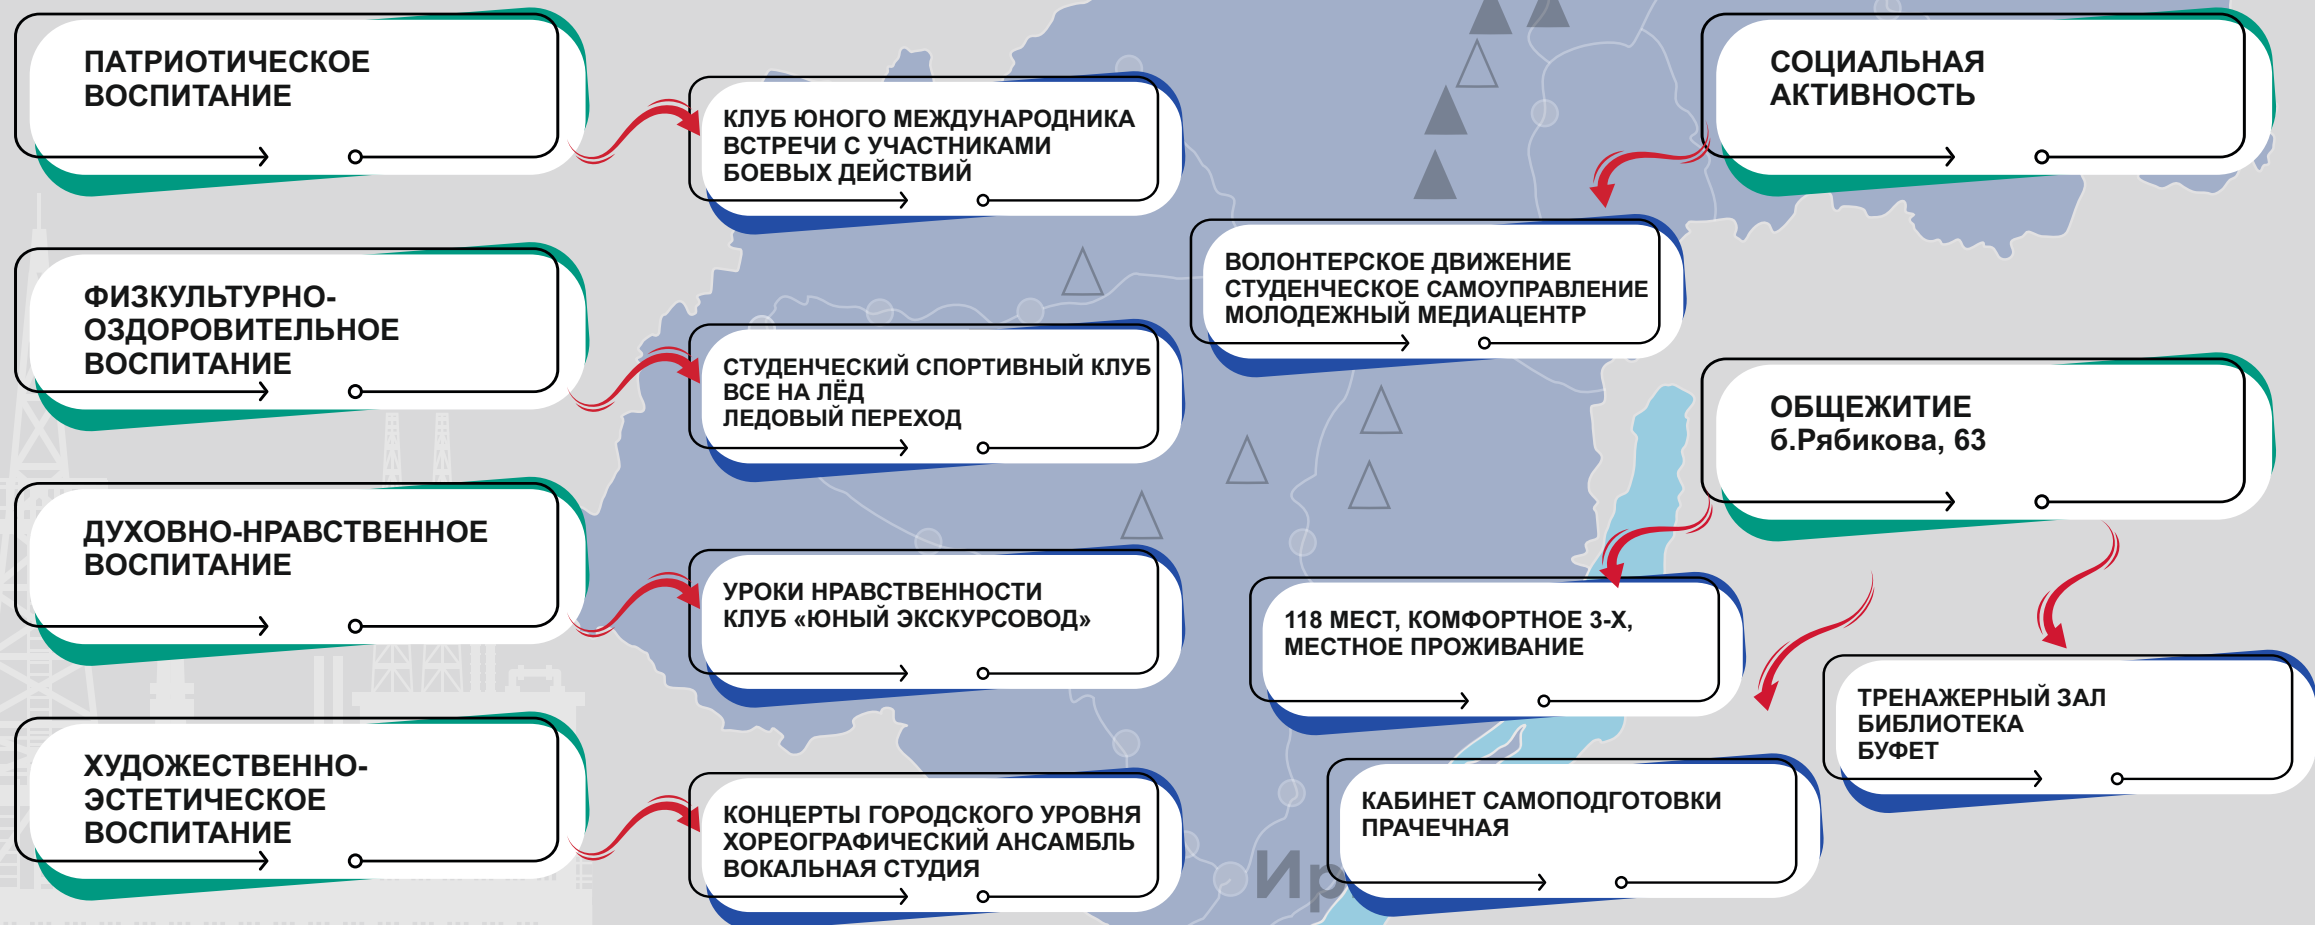 ПАТРИОТИЧЕСКОЕ
ВОСПИТАНИЕ
КЛУБ ЮНОГО МЕЖДУНАРОДНИКА
ВСТРЕЧИ С УЧАСТНИКАМИ
БОЕВЫХ ДЕЙСТВИЙ
ФИЗКУЛЬТУРНО-
ОЗДОРОВИТЕЛЬНОЕ
ВОСПИТАНИЕ
СТУДЕНЧЕСКИЙ СПОРТИВНЫЙ КЛУБ
ВСЕ НА ЛЁД
ЛЕДОВЫЙ ПЕРЕХОД
ДУХОВНО-НРАВСТВЕННОЕ
ВОСПИТАНИЕ
УРОКИ НРАВСТВЕННОСТИ
КЛУБ «ЮНЫЙ ЭКСКУРСОВОД»
ХУДОЖЕСТВЕННО-
ЭСТЕТИЧЕСКОЕ
ВОСПИТАНИЕ
КОНЦЕРТЫ ГОРОДСКОГО УРОВНЯ
ХОРЕОГРАФИЧЕСКИЙ АНСАМБЛЬ
ВОКАЛЬНАЯ СТУДИЯ
СОЦИАЛЬНАЯ
АКТИВНОСТЬ
ВОЛОНТЕРСКОЕ ДВИЖЕНИЕ
СТУДЕНЧЕСКОЕ САМОУПРАВЛЕНИЕ
МОЛОДЕЖНЫЙ МЕДИАЦЕНТР
ОБЩЕЖИТИЕ
б.Рябикова, 63
118 МЕСТ, КОМФОРТНОЕ 3-Х,
МЕСТНОЕ ПРОЖИВАНИЕ
ТРЕНАЖЕРНЫЙ ЗАЛ
БИБЛИОТЕКА
БУФЕТ
КАБИНЕТ САМОПОДГОТОВКИ
ПРАЧЕЧНАЯ